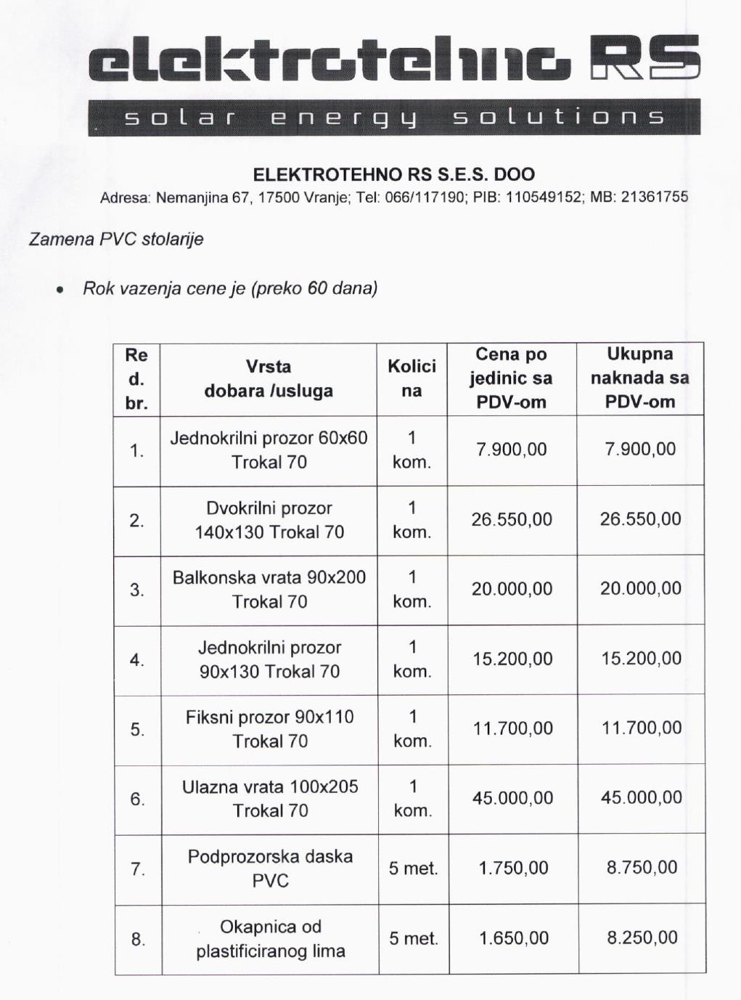 elektrotehno RS
solar energy solutions
ELEKTROTEHNO RS S.E.S. DOO
Adresa: Nemanjina 67, 17500 Vranje; Tel: 066/117190; PIB: 110549152; MB: 21361755
Zamena PVC stolarije
• Rok vazenja cene je (preko 60 dana)
Re
d.
br.
Vrsta
dobara /usluga
Kolici
na
Cena po
jedinic sa
PDV-om
Ukupna
naknada sa
PDV-om
1.
Jednokrilni prozor 60x60
Trokal 70
1
kom.
7.900,00
7.900,00
2.
Dvokrilni prozor
140x130 Trokal 70
1
kom.
26.550,00
26.550,00
3.
Balkonska vrata 90x200
Trokal 70
1
kom.
20.000,00
20.000,00
4.
Jednokrilni prozor
90x130 Trokal 70
1
kom.
15.200,00
15.200,00
5.
Fiksni prozor 90x110
Trokal 70
1
kom.
11.700,00
11.700,00
6.
Ulazna vrata 100x205
Trokal 70
1
kom.
45.000,00
45.000,00
7.
Podprozorska daska
PVC
5 met.
1.750,00
8.750,00
8.
Okapnica od
plastificiranog lima
5 met.
1.650,00
8.250,00